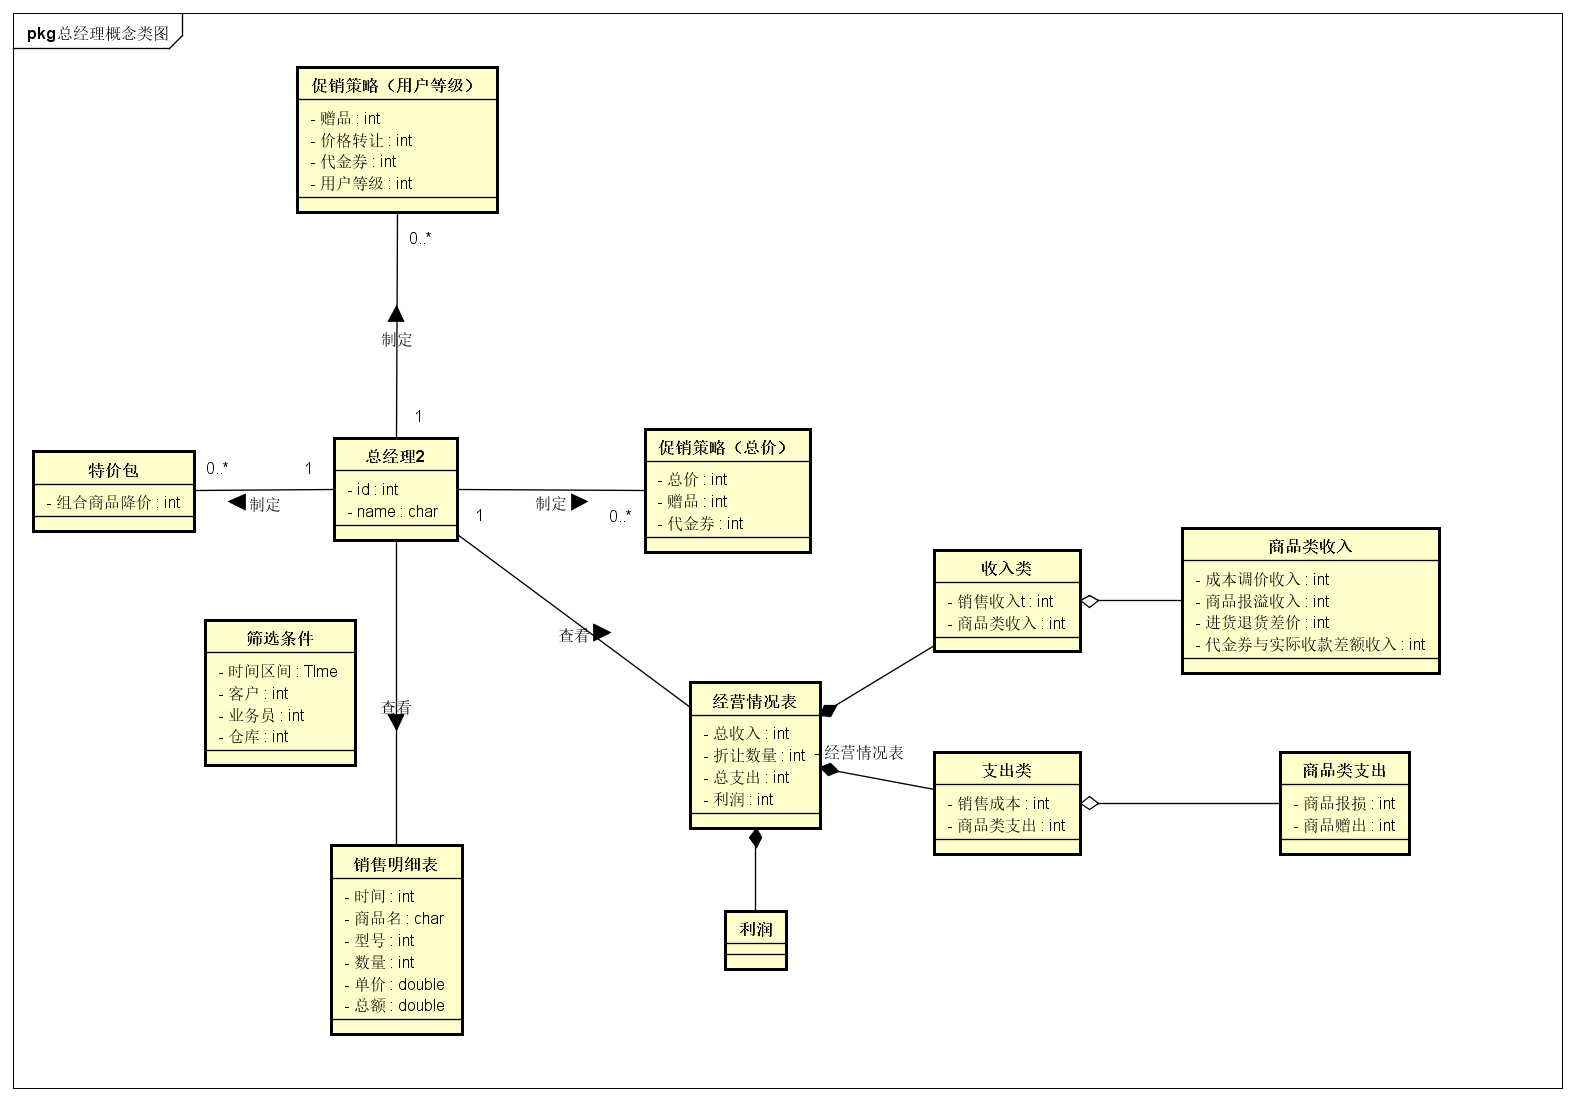 pkg 总经理概念类图
促销策略（用户等级）
- 赠品 : int
- 价格转让 : int
- 代金券 : int
- 用户等级 : int
0..*
制定
1
特价包
- 组合商品降价 : int
0..*
1
制定
总经理2
- id : int
- name : char
1
制定
0..*
促销策略（总价）
- 总价 : int
- 赠品 : int
- 代金券 : int
筛选条件
- 时间区间 : TIme
- 客户 : int
- 业务员 : int
- 仓库 : int
查看
查看
销售明细表
- 时间 : int
- 商品名 : char
- 型号 : int
- 数量 : int
- 单价 : double
- 总额 : double
经营情况表
- 总收入 : int
- 折让数量 : int
- 总支出 : int
- 利润 : int
- 经营情况表
利润
收入类
- 销售收入t : int
- 商品类收入 : int
商品类收入
- 成本调价收入 : int
- 商品报溢收入 : int
- 进货退货差价 : int
- 代金券与实际收款差额收入 : int
支出类
- 销售成本 : int
- 商品类支出 : int
商品类支出
- 商品报损 : int
- 商品赠出 : int